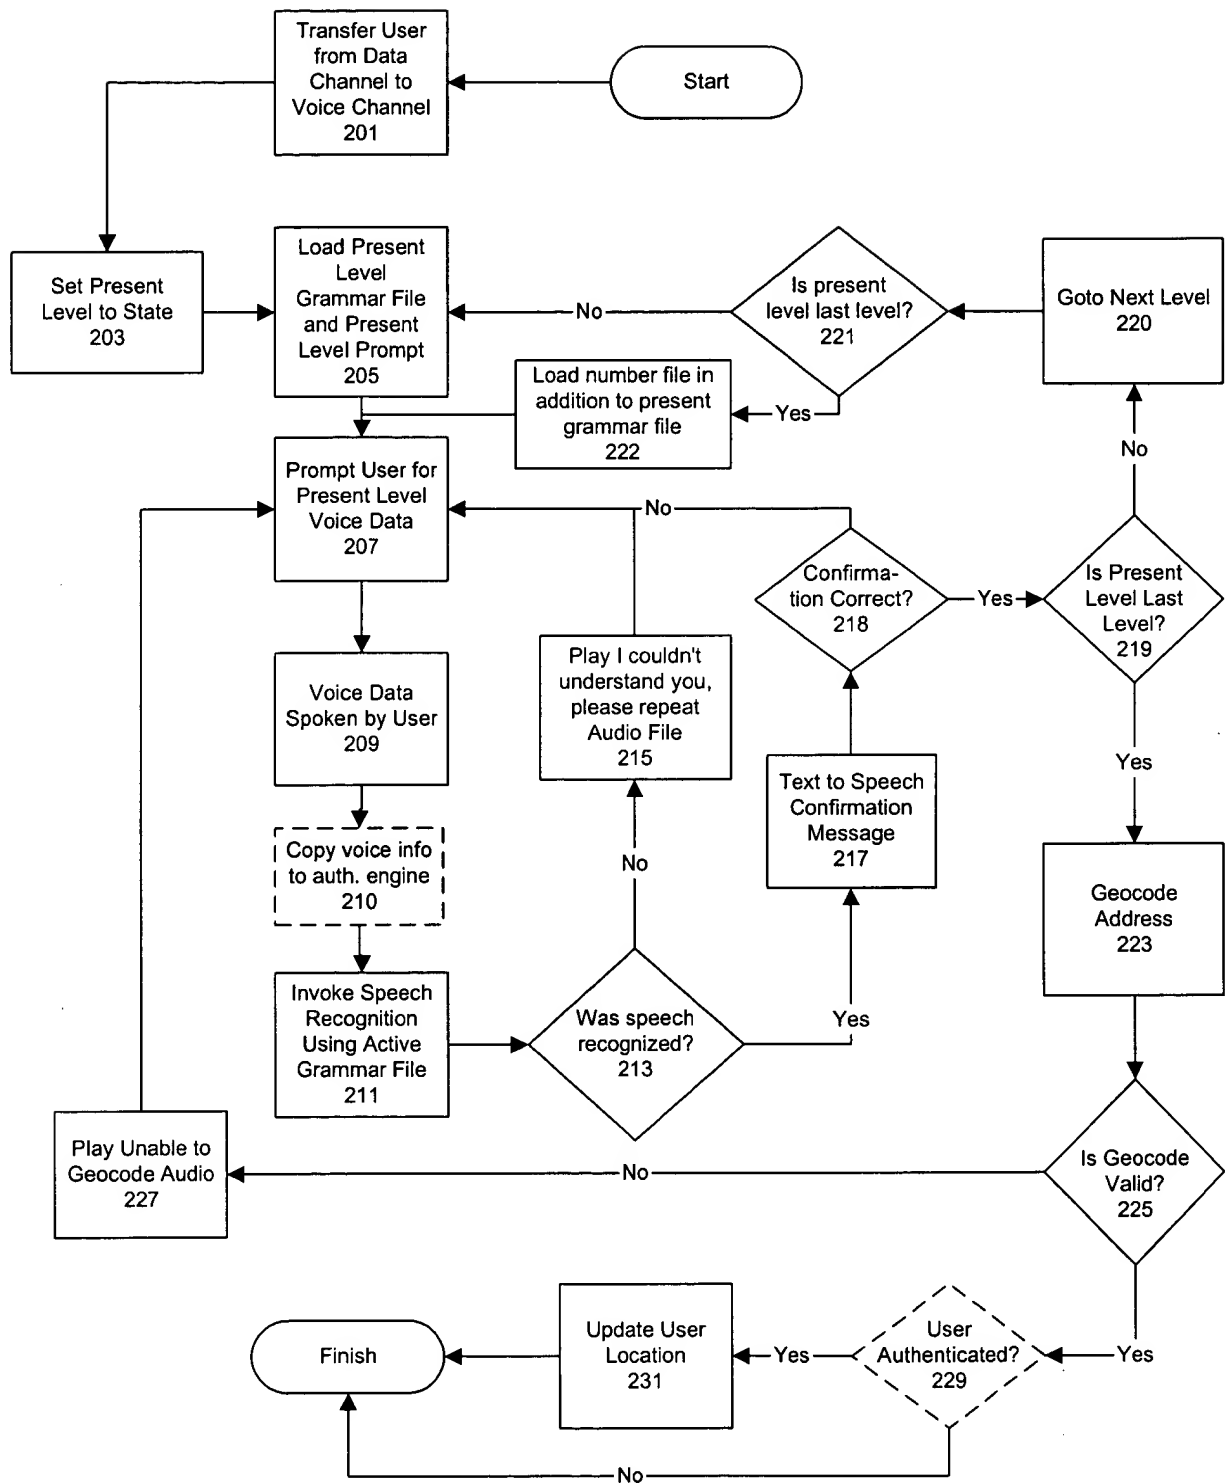 Transfer User
from Data
Channel to
Voice Channel
201
Start
Set Present
Level to State
203
Load Present
Level
Grammar File
and Present
Level Prompt
205
No
Is present
level last level?
221
Goto Next Level
220
Load number file in
addition to present
grammar file
222
Yes
No
Prompt User for
Present Level
Voice Data
207
No
Confirma-
tion Correct?
218
Yes
Is Present
Level Last
Level?
219
Voice Data
Spoken by User
209
Play I couldn't
understand you,
please repeat
Audio File
215
Yes
Text to Speech
Confirmation
Message
217
Copy voice info
to auth. engine
210
No
Geocode
Address
223
Invoke Speech
Recognition
Using Active
Grammar File
211
Was speech
recognized?
213
Yes
Play Unable to
Geocode Audio
227
No
Is Geocode
Valid?
225
Finish
Update User
Location
231
Yes
User
Authenticated?
229
Yes
No